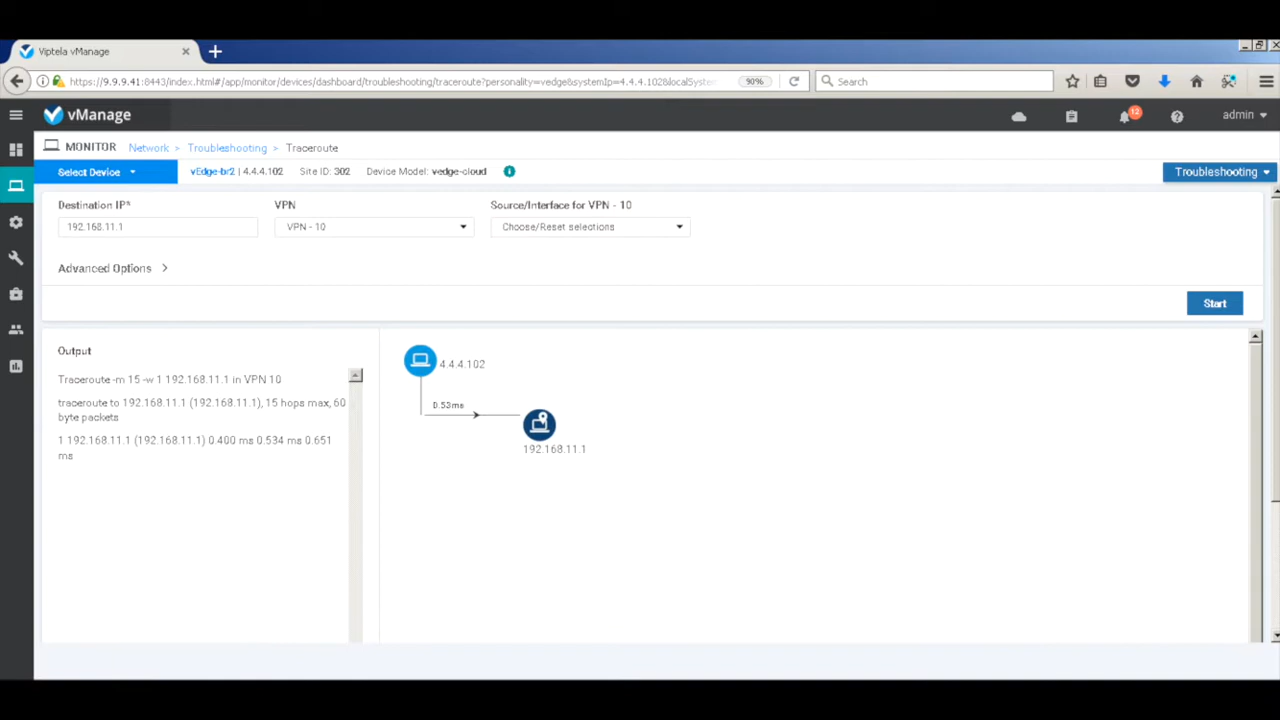 Viptela vManage
https://9.9.9.41:8443/index.html#/app/monitor/devices/dashboard/troubleshooting/traceroute?personality=vedge&systemIp=4.4.4.102&localSystem
90%
Search
vManage
12
admin
MONITOR Network > Troubleshooting > Traceroute
Select Device
vEdge-br2 | 4.4.4.102 Site ID: 302 Device Model: vedge-cloud
Troubleshooting
Destination IP* VPN Source/Interface for VPN - 10
192.168.11.1 VPN - 10 Choose/Reset selections
Advanced Options
Start
Output
Traceroute -m 15 -w 1 192.168.11.1 in VPN 10
traceroute to 192.168.11.1 (192.168.11.1), 15 hops max, 60
byte packets
1 192.168.11.1 (192.168.11.1) 0.400 ms 0.534 ms 0.651
ms
4.4.4.102
0.53ms
192.168.11.1